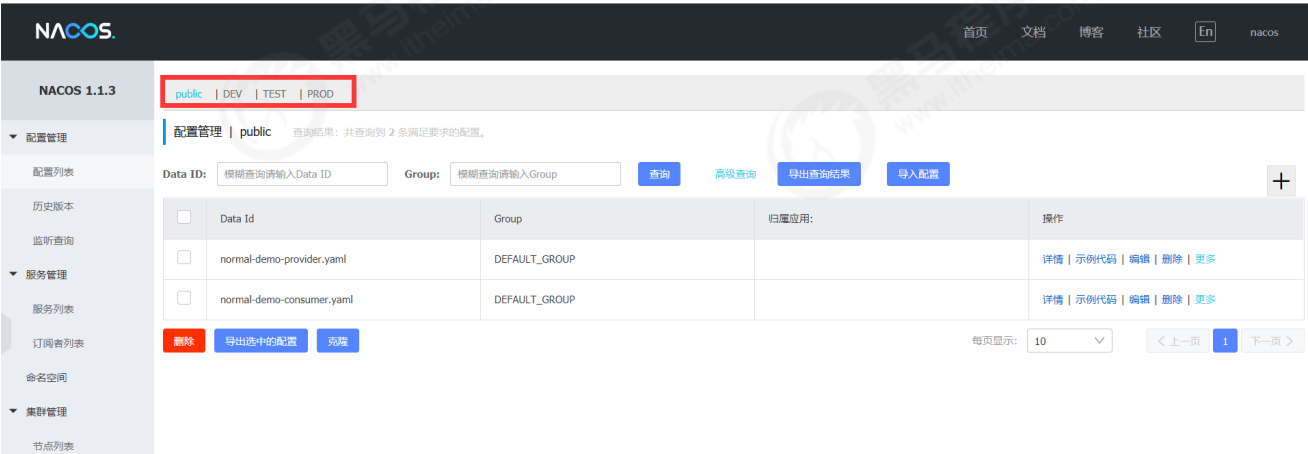 NACOS. 首页 文档 博客 社区 En nacos
NACOS 1.1.3
public | DEV | TEST | PROD
配置管理
配置管理 | public 查询结果：共查询到 2 条满足要求的配置。
配置列表
Data ID: 模糊查询请输入Data ID Group: 模糊查询请输入Group 查询 高级查询 导出查询结果 导入配置 +
历史版本
Data Id Group 归属应用: 操作
监听查询
normal-demo-provider.yaml DEFAULT_GROUP 详情 | 示例代码 | 编辑 | 删除 | 更多
服务管理
normal-demo-consumer.yaml DEFAULT_GROUP 详情 | 示例代码 | 编辑 | 删除 | 更多
服务列表
删除 导出选中的配置 克隆 每页显示: 10 < 上一页 1 下一页 >
订阅者列表
命名空间
集群管理
节点列表
黑马程序
www.itheima.com